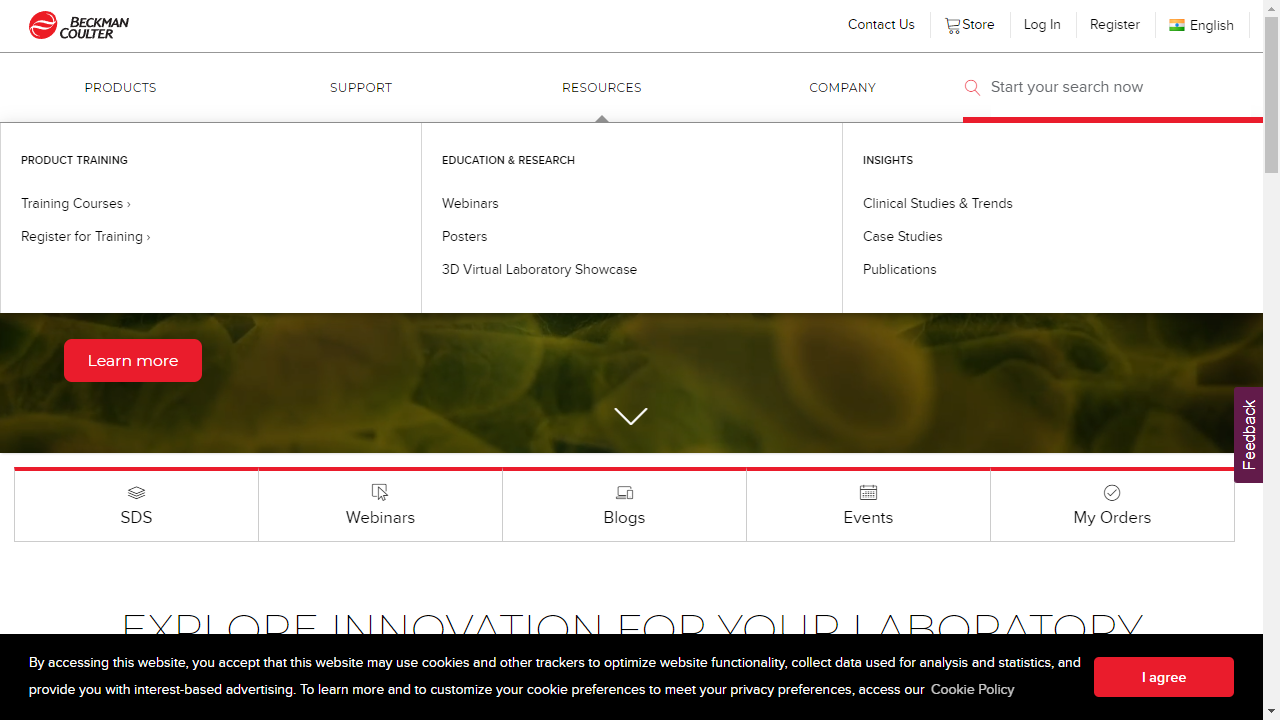 BECKMAN
COULTER
Contact Us
Store
Log In
Register
English
PRODUCTS
SUPPORT
RESOURCES
COMPANY
Start your search now
PRODUCT TRAINING
Training Courses ›
Register for Training ›
EDUCATION & RESEARCH
Webinars
Posters
3D Virtual Laboratory Showcase
INSIGHTS
Clinical Studies & Trends
Case Studies
Publications
Learn more
Feedback
SDS
Webinars
Blogs
Events
My Orders
EXPLORE INNOVATION FOR YOUR LABORATORY
By accessing this website, you accept that this website may use cookies and other trackers to optimize website functionality, collect data used for analysis and statistics, and
provide you with interest-based advertising. To learn more and to customize your cookie preferences to meet your privacy preferences, access our Cookie Policy
I agree